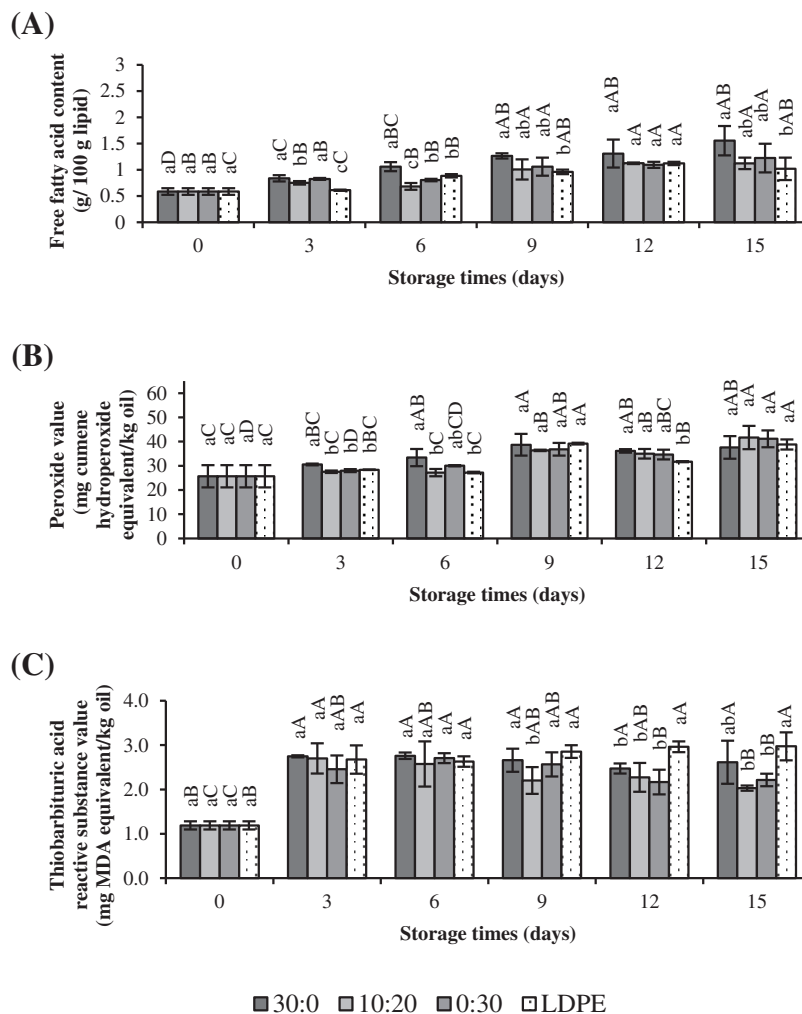 (A)
Free fatty acid content
(g/ 100 g lipid)
3
2.5
2
1.5
1
0.5
0
aD aB aB aC
aC bB aB cC
aBC cB bB bB
aAB abA abA bAB
aAB aA aA aA
aAB abA abA bAB
0 3 6 9 12 15
Storage times (days)
(B)
Peroxide value
(mg cumene
hydroperoxide
equivalent/kg oil)
60
50
40
30
20
10
0
aC aC aD aC
aBC bC bD bBC
aAB bC abCD bC
aA aB aAB aA
aAB aB aBC bB
aAB aA aA aA
0 3 6 9 12 15
Storage times (days)
(C)
Thiobarbituric acid
reactive substance value
(mg MDA equivalent/kg oil)
4.0
3.0
2.0
1.0
0.0
aB aC aC aB
aA aA aAB aA
aA aAB aA aA
aA bAB aAB aA
bA bAB bB aA
abA bB bB aA
0 3 6 9 12 15
Storage times (days)
30:0 10:20 0:30 LDPE